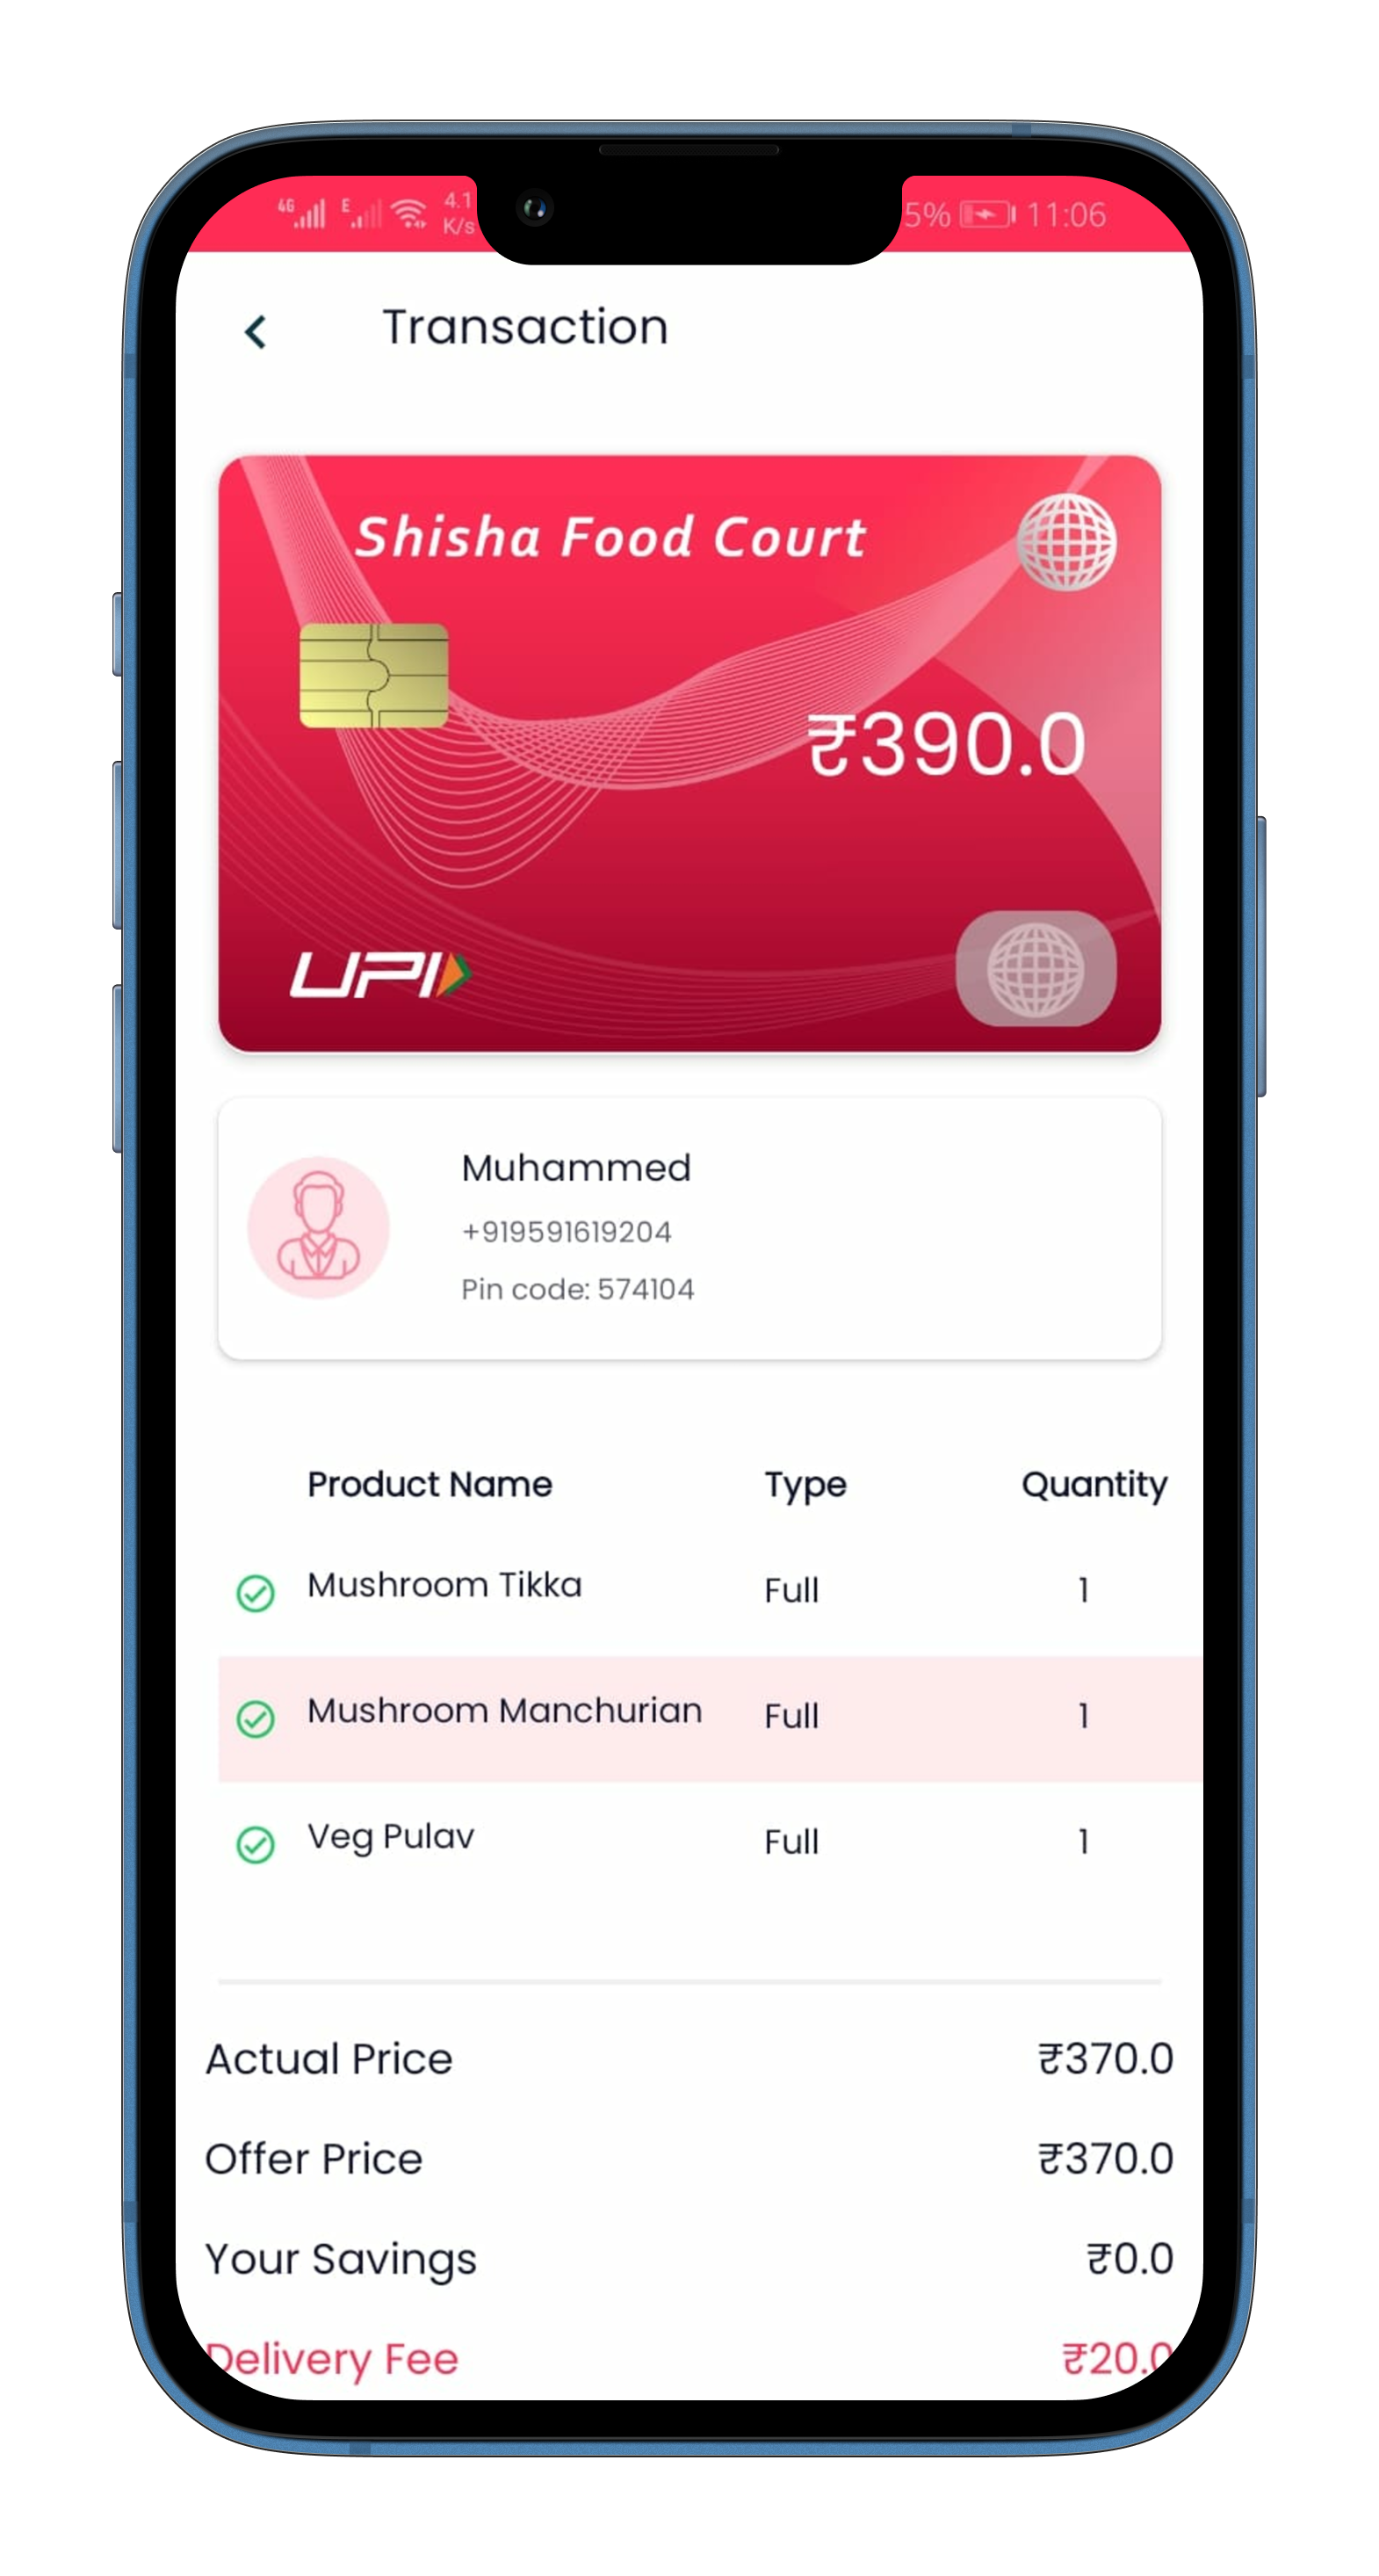 4G E 4.1 K/s 5% 11:06
Transaction
Shisha Food Court
₹390.0
UPI
Muhammed
+919591619204
Pin code: 574104
Product Name Type Quantity
Mushroom Tikka Full 1
Mushroom Manchurian Full 1
Veg Pulav Full 1
Actual Price ₹370.0
Offer Price ₹370.0
Your Savings ₹0.0
Delivery Fee ₹20.0